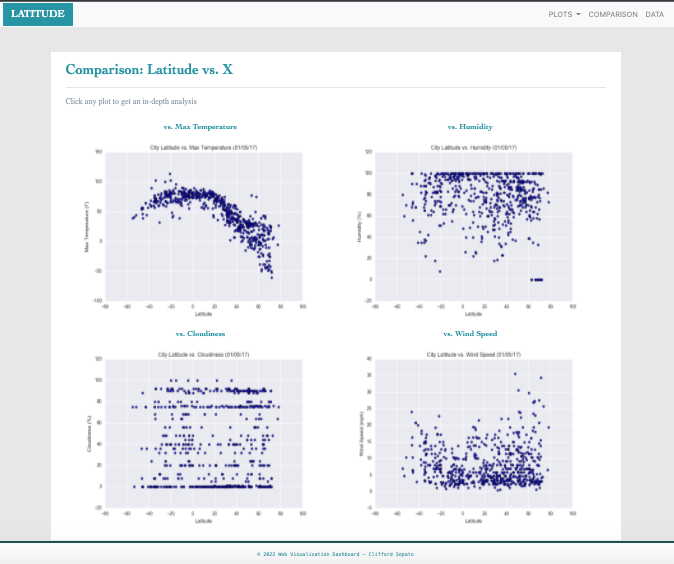 LATITUDE
PLOTS COMPARISON DATA
Comparison: Latitude vs. X
Click any plot to get an in-depth analysis
vs. Max Temperature
City Latitude vs. Max Temperature (01/05/17)
150
100
50
0
-50
-100
Max Temperature (F)
-80 -60 -40 -20 0 20 40 60 80 100
Latitude
vs. Humidity
City Latitude vs. Humidity (01/05/17)
120
100
80
60
40
20
0
-20
Humidity (%)
-80 -60 -40 -20 0 20 40 60 80 100
Latitude
vs. Cloudiness
City Latitude vs. Cloudiness (01/05/17)
120
100
80
60
40
20
0
-20
Cloudiness (%)
-80 -60 -40 -20 0 20 40 60 80 100
Latitude
vs. Wind Speed
City Latitude vs. Wind Speed (01/05/17)
40
35
30
25
20
15
10
5
0
-5
Wind Speed (mph)
-80 -60 -40 -20 0 20 40 60 80 100
Latitude
© 2022 Web Visualization Dashboard – Clifford Sepato